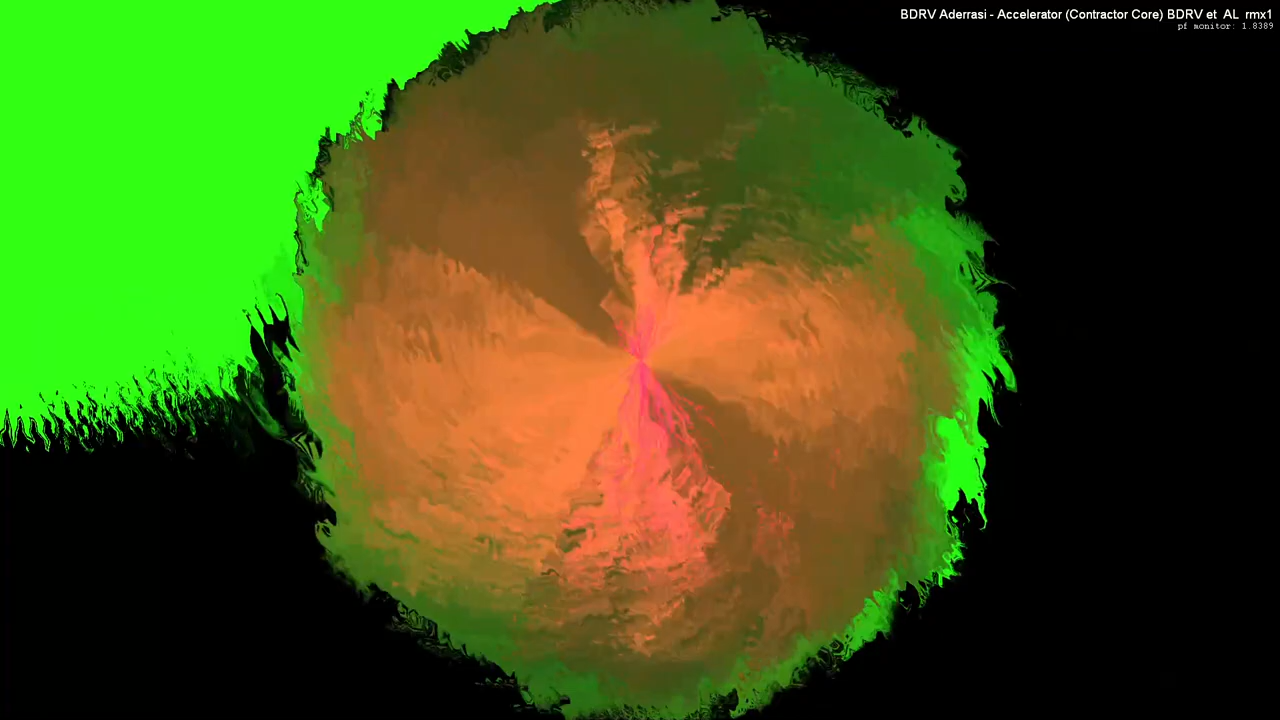 BDRV Aderrasi - Accelerator (Contractor Core) BDRV et  AL  rmx1
pf monitor: 1.8389